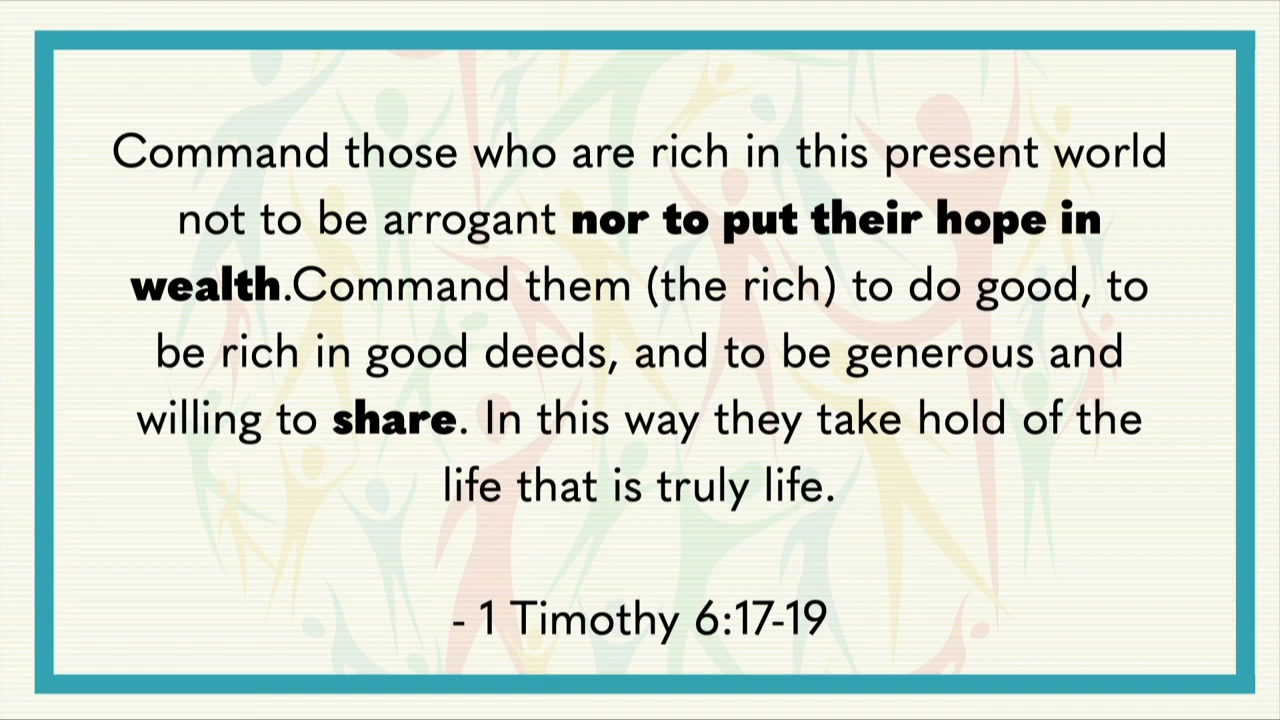 Command those who are rich in this present world
not to be arrogant nor to put their hope in
wealth.Command them (the rich) to do good, to
be rich in good deeds, and to be generous and
willing to share. In this way they take hold of the
life that is truly life.
- 1 Timothy 6:17-19